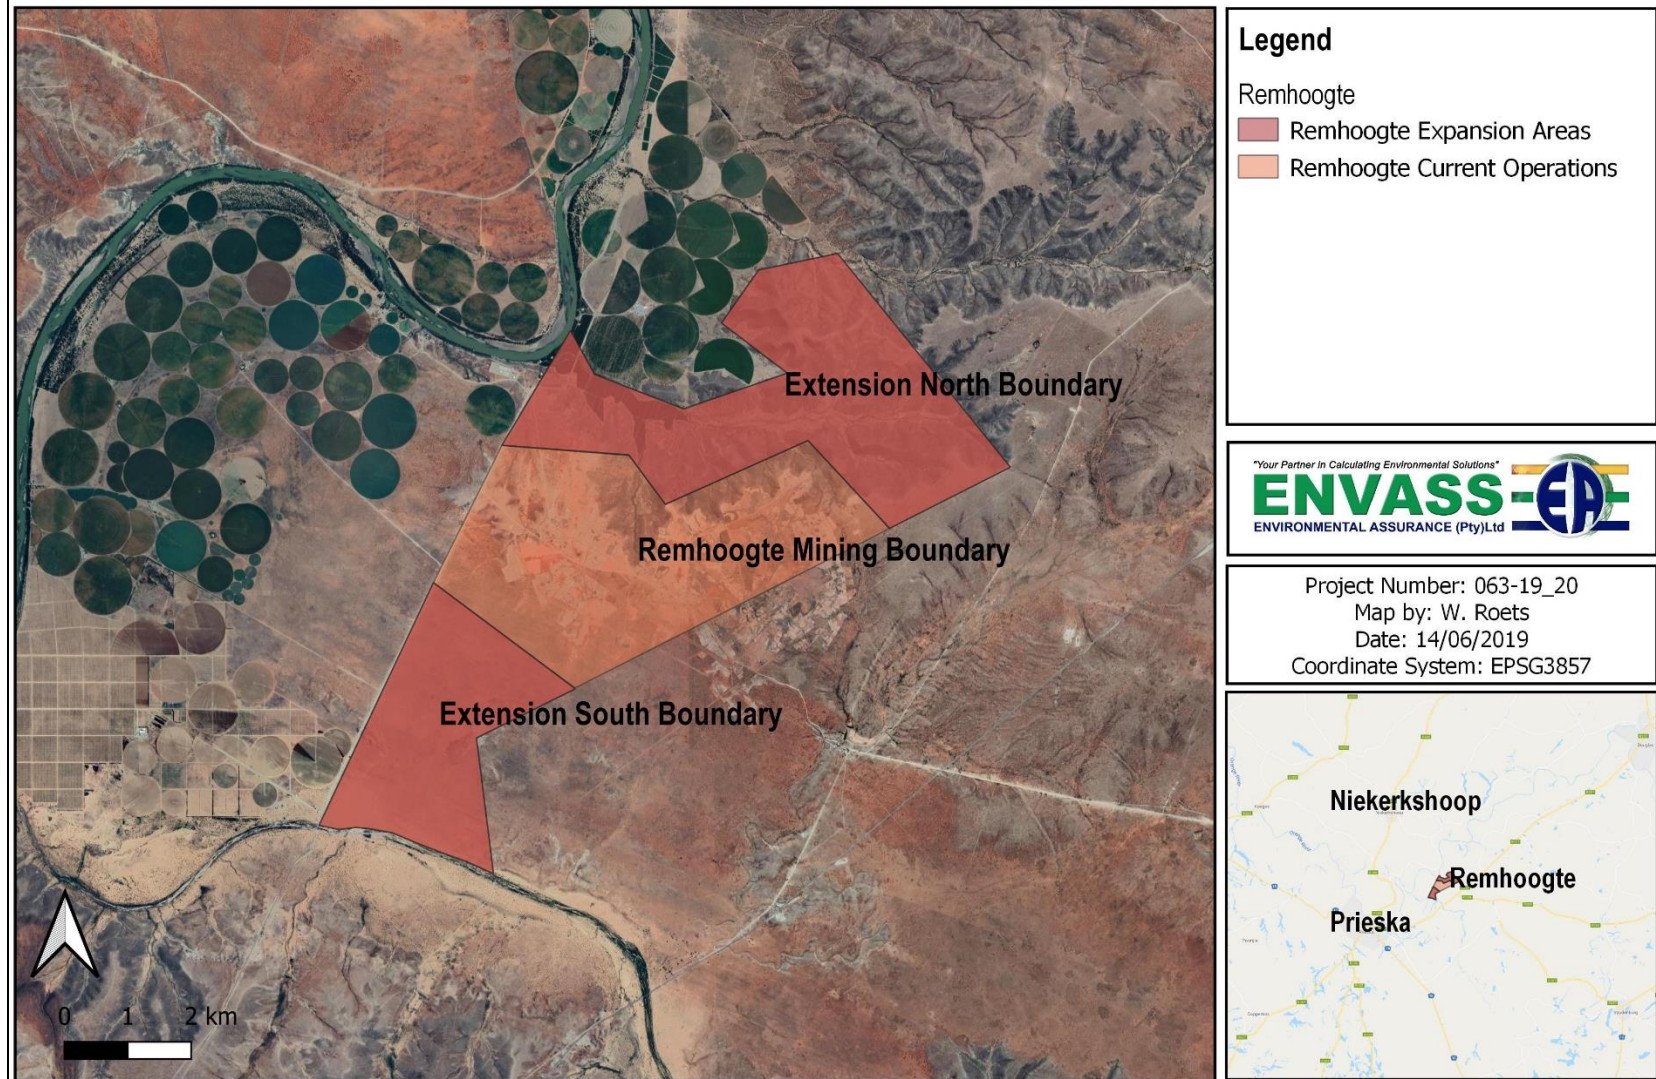 Extension North Boundary
Remhoogte Mining Boundary
Extension South Boundary
0 1 2 km
Legend
Remhoogte
Remhoogte Expansion Areas
Remhoogte Current Operations
"Your Partner in Calculating Environmental Solutions"
ENVASS
ENVIRONMENTAL ASSURANCE (Pty)Ltd
EA
Project Number: 063-19_20
Map by: W. Roets
Date: 14/06/2019
Coordinate System: EPSG3857
Niekerkshoop
Remhoogte
Prieska